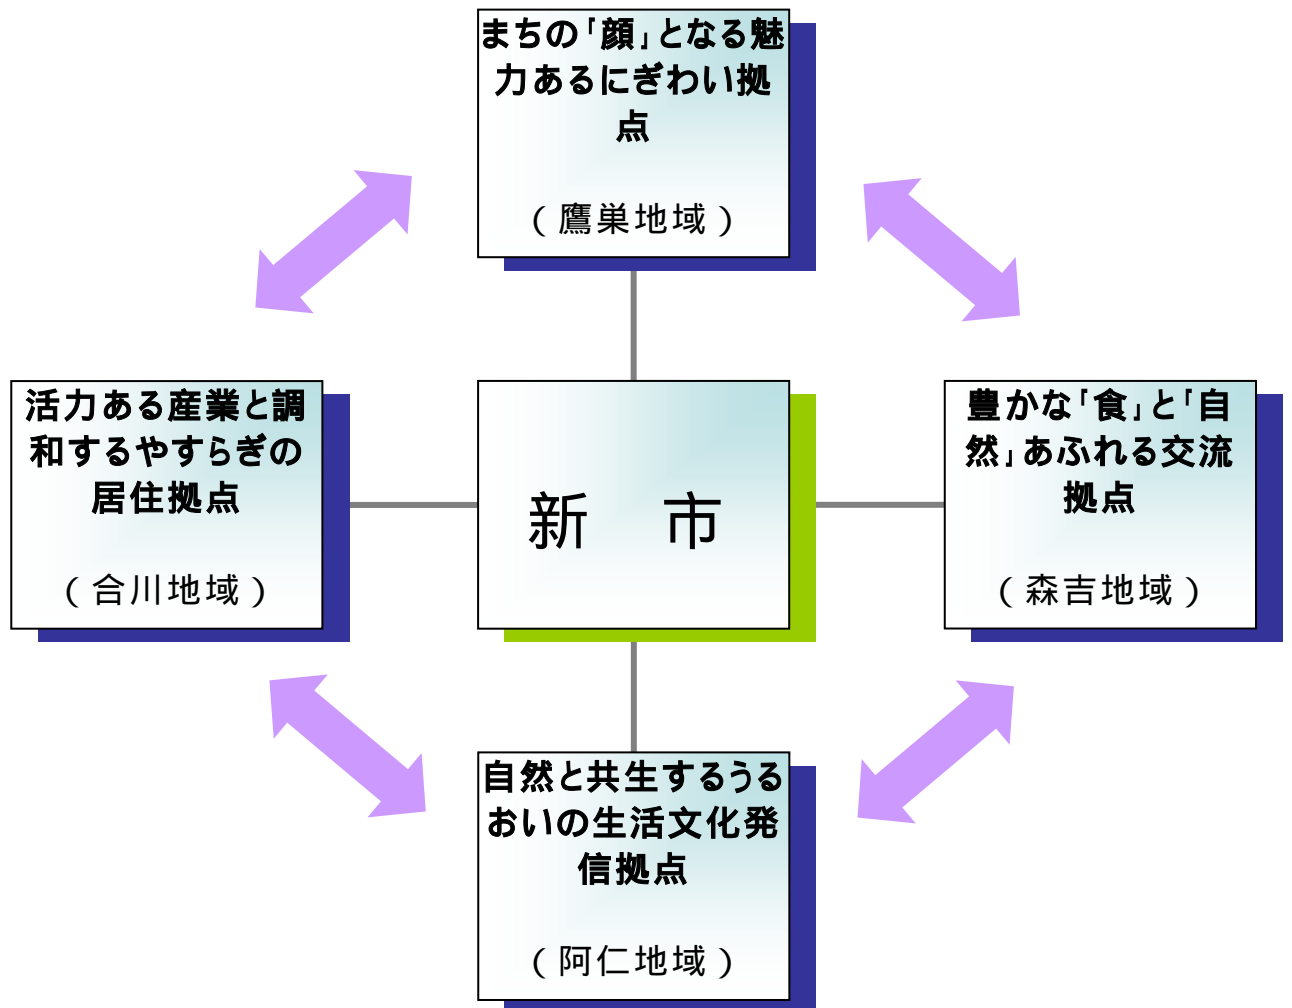 まちの「顔」となる魅
力あるにぎわい拠
点
（鷹巣地域）
活力ある産業と調
和するやすらぎの
居住拠点
（合川地域）
新　市
豊かな「食」と「自
然」あふれる交流
拠点
（森吉地域）
自然と共生するうる
おいの生活文化発
信拠点
（阿仁地域）